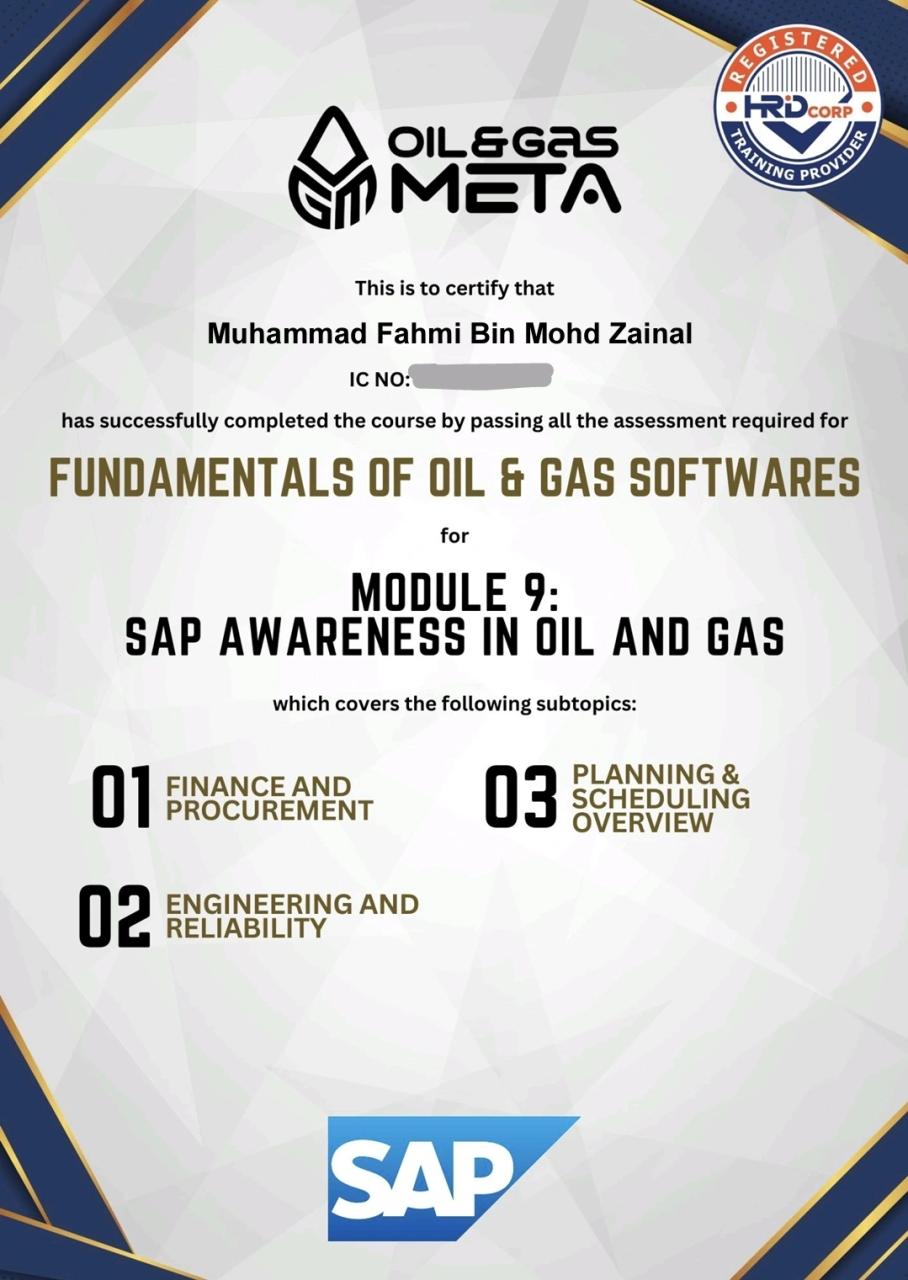 REGISTERED
HRD CORP
TRAINING PROVIDER
OIL&GAS
META
OGM
This is to certify that
Muhammad Fahmi Bin Mohd Zainal
IC NO:
has successfully completed the course by passing all the assessment required for
FUNDAMENTALS OF OIL & GAS SOFTWARES
for
MODULE 9:
SAP AWARENESS IN OIL AND GAS
which covers the following subtopics:
01 FINANCE AND
PROCUREMENT
02 ENGINEERING AND
RELIABILITY
03 PLANNING &
SCHEDULING
OVERVIEW
SAP